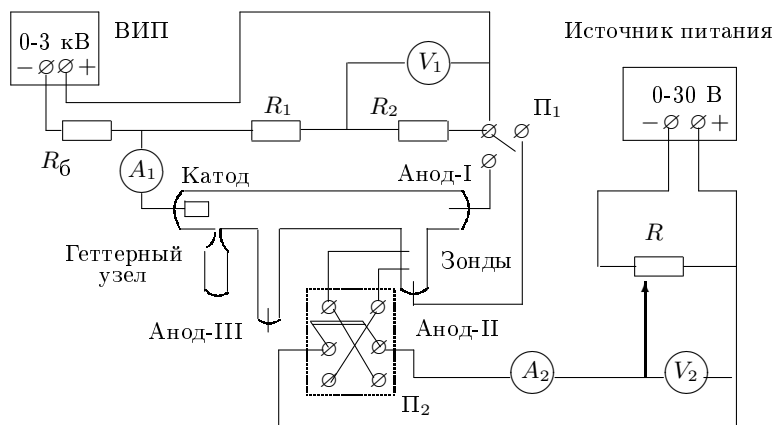 ВИП
0-3 кВ
− +
Источник питания
0-30 В
− +
V₁
R₁
R₂
П₁
Rб
A₁
Катод
Анод-I
Геттерный
узел
Зонды
R
Анод-III
Анод-II
A₂
V₂
П₂